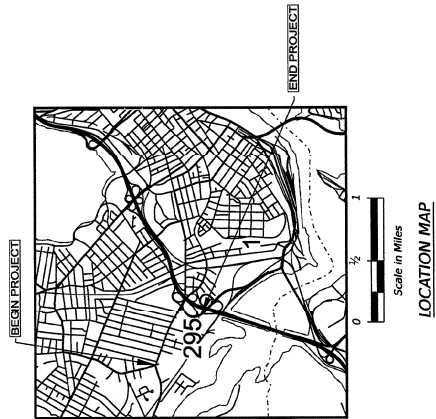 BEGIN PROJECT
END PROJECT
295
1
0 ½ 1
Scale in Miles
LOCATION MAP